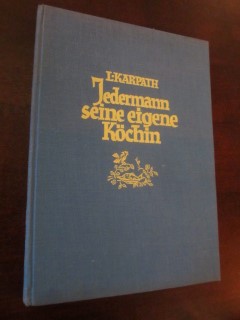 L·KARPATH
Jedermann
seine eigene
Köchin